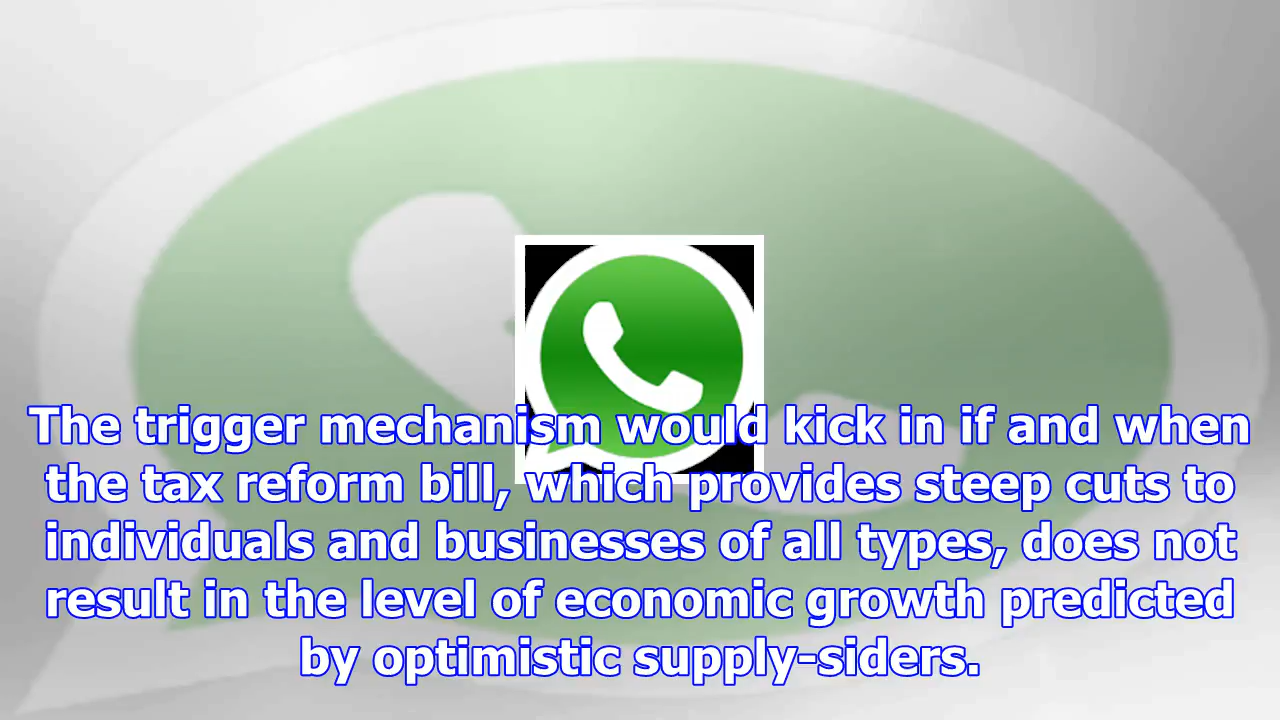 The trigger mechanism would kick in if and when
the tax reform bill, which provides steep cuts to
individuals and businesses of all types, does not
result in the level of economic growth predicted
by optimistic supply-siders.